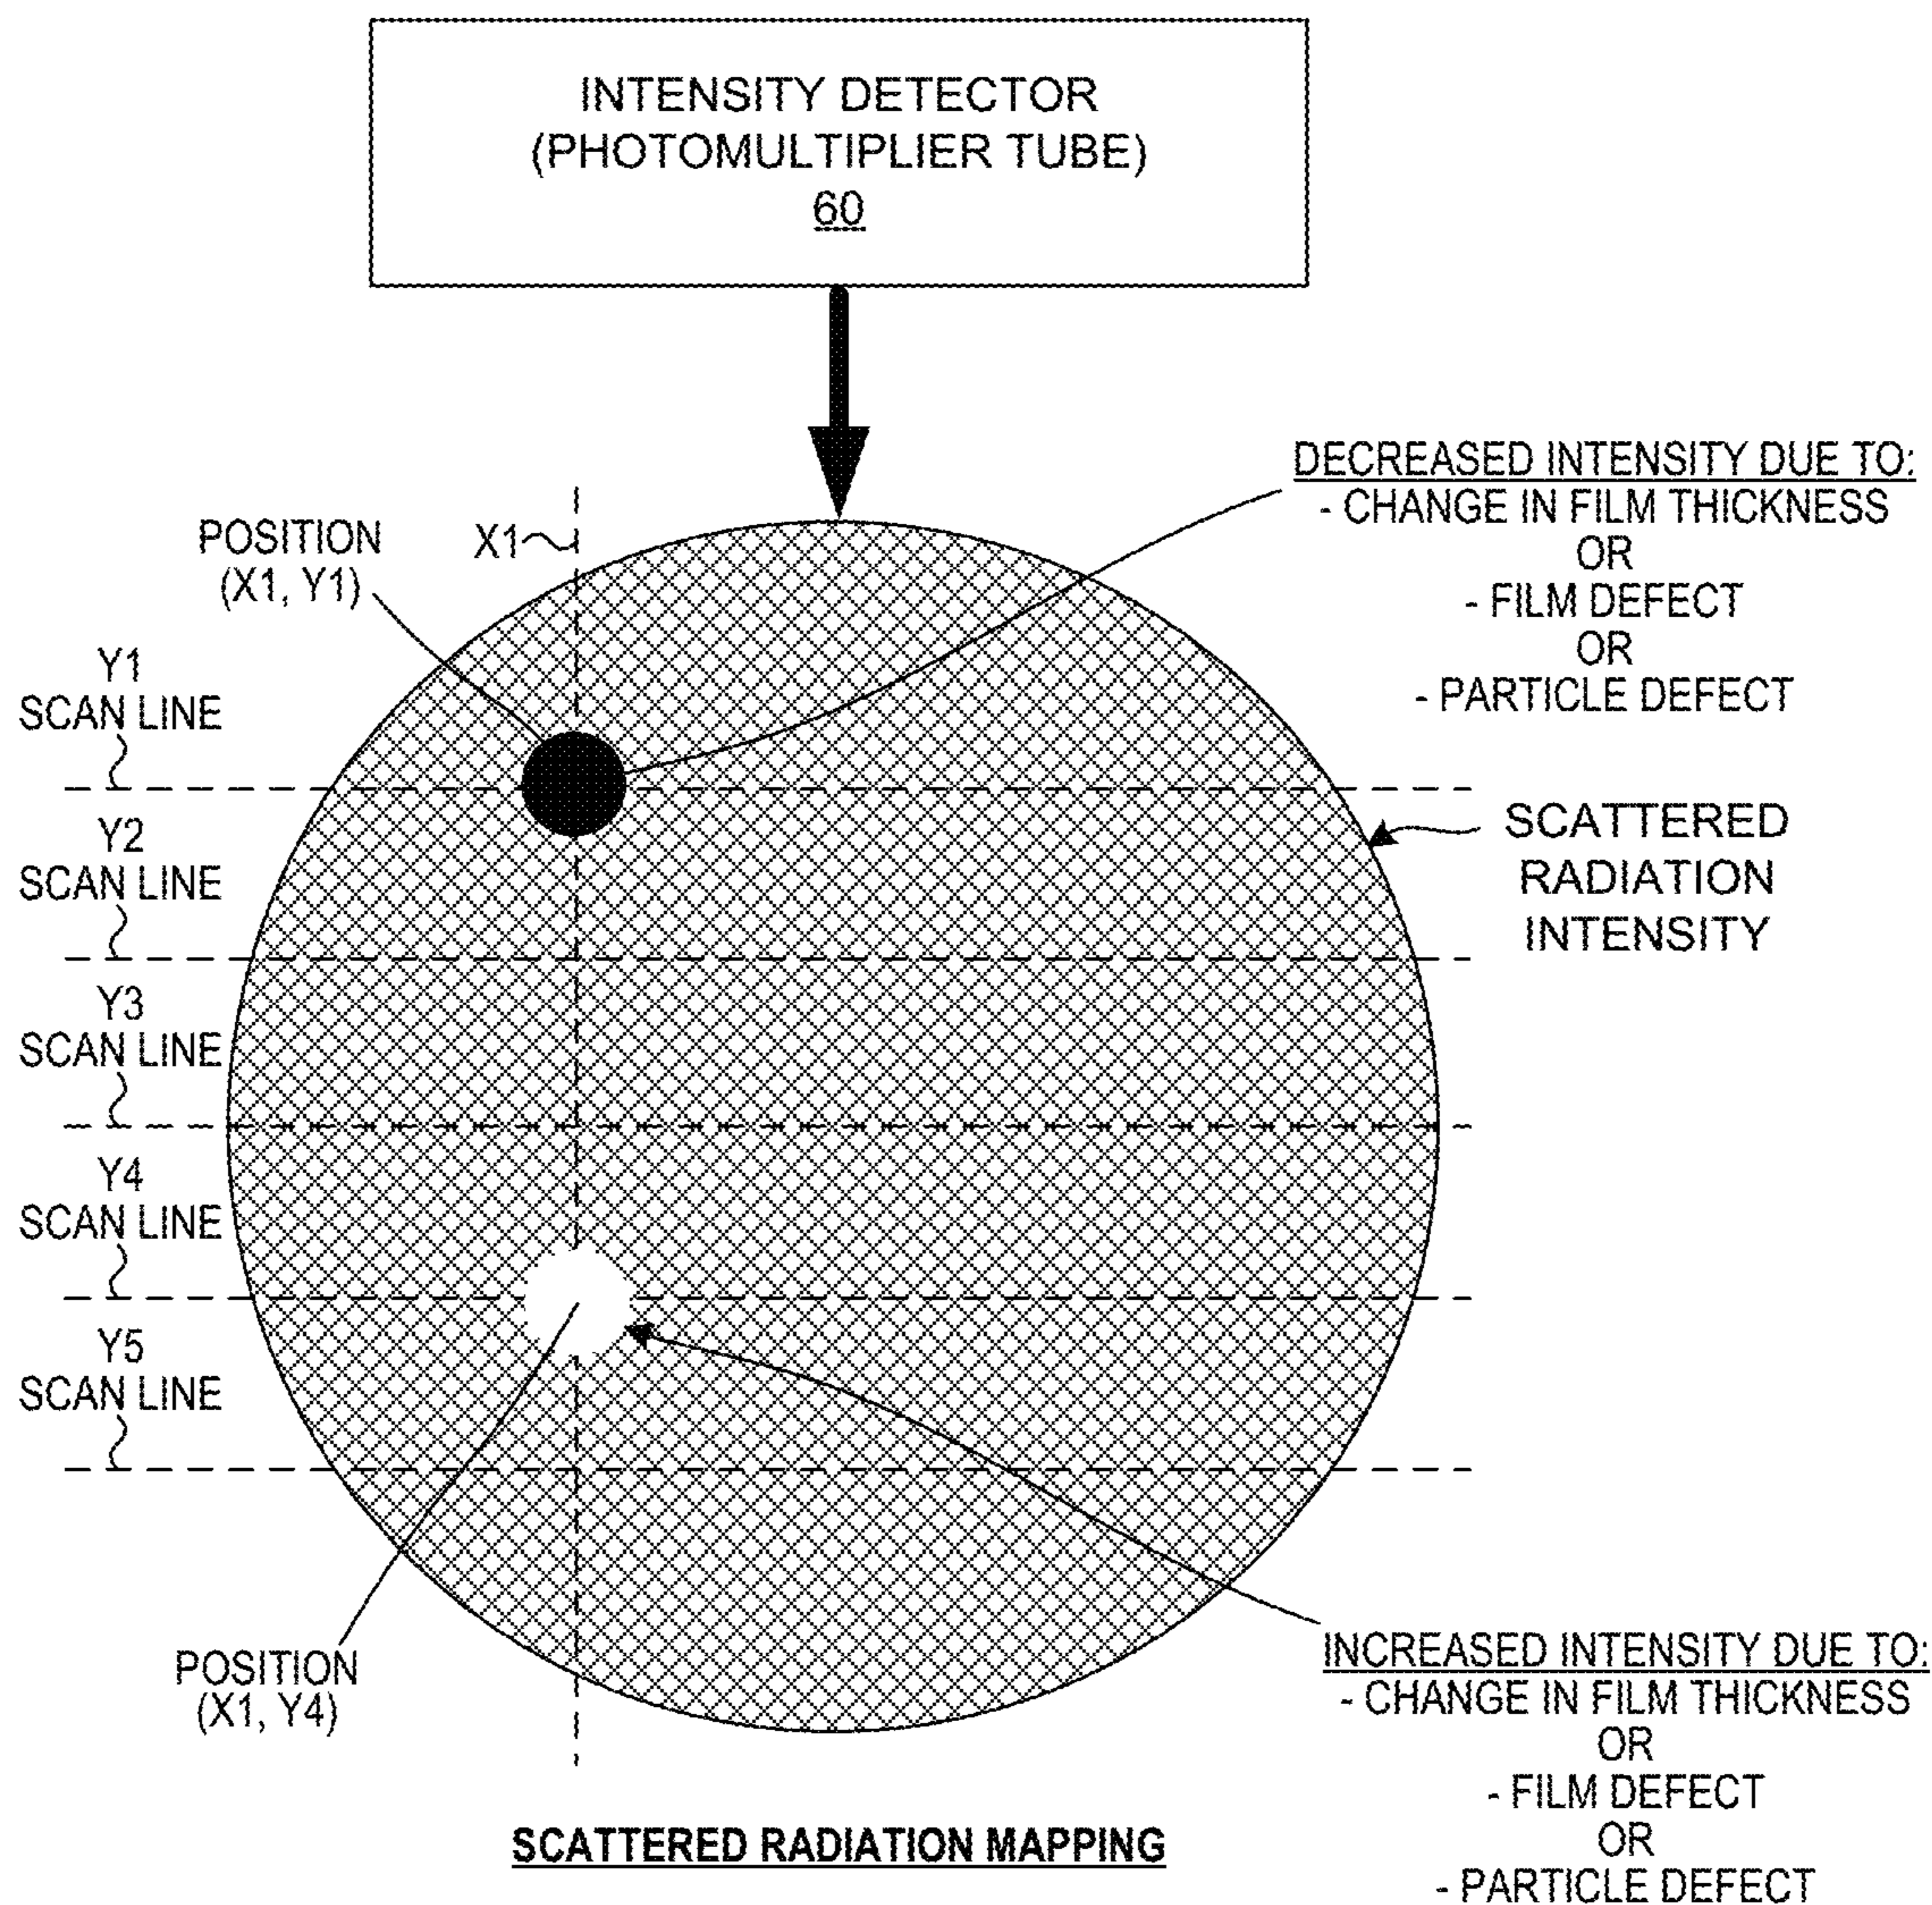 INTENSITY DETECTOR
(PHOTOMULTIPLIER TUBE)
60
DECREASED INTENSITY DUE TO:
- CHANGE IN FILM THICKNESS
OR
- FILM DEFECT
OR
- PARTICLE DEFECT
POSITION
(X1, Y1)
X1
Y1
SCAN LINE
Y2
SCAN LINE
SCATTERED
RADIATION
INTENSITY
Y3
SCAN LINE
Y4
SCAN LINE
Y5
SCAN LINE
POSITION
(X1, Y4)
INCREASED INTENSITY DUE TO:
- CHANGE IN FILM THICKNESS
OR
- FILM DEFECT
OR
- PARTICLE DEFECT
SCATTERED RADIATION MAPPING